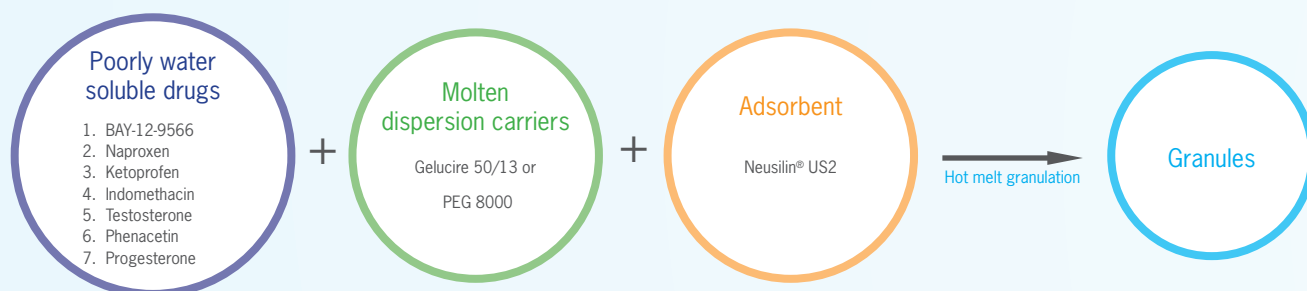 Poorly water
soluble drugs
1. BAY-12-9566
2. Naproxen
3. Ketoprofen
4. Indomethacin
5. Testosterone
6. Phenacetin
7. Progesterone
+
Molten
dispersion carriers
Gelucire 50/13 or
PEG 8000
+
Adsorbent
Neusilin® US2
Hot melt granulation
Granules